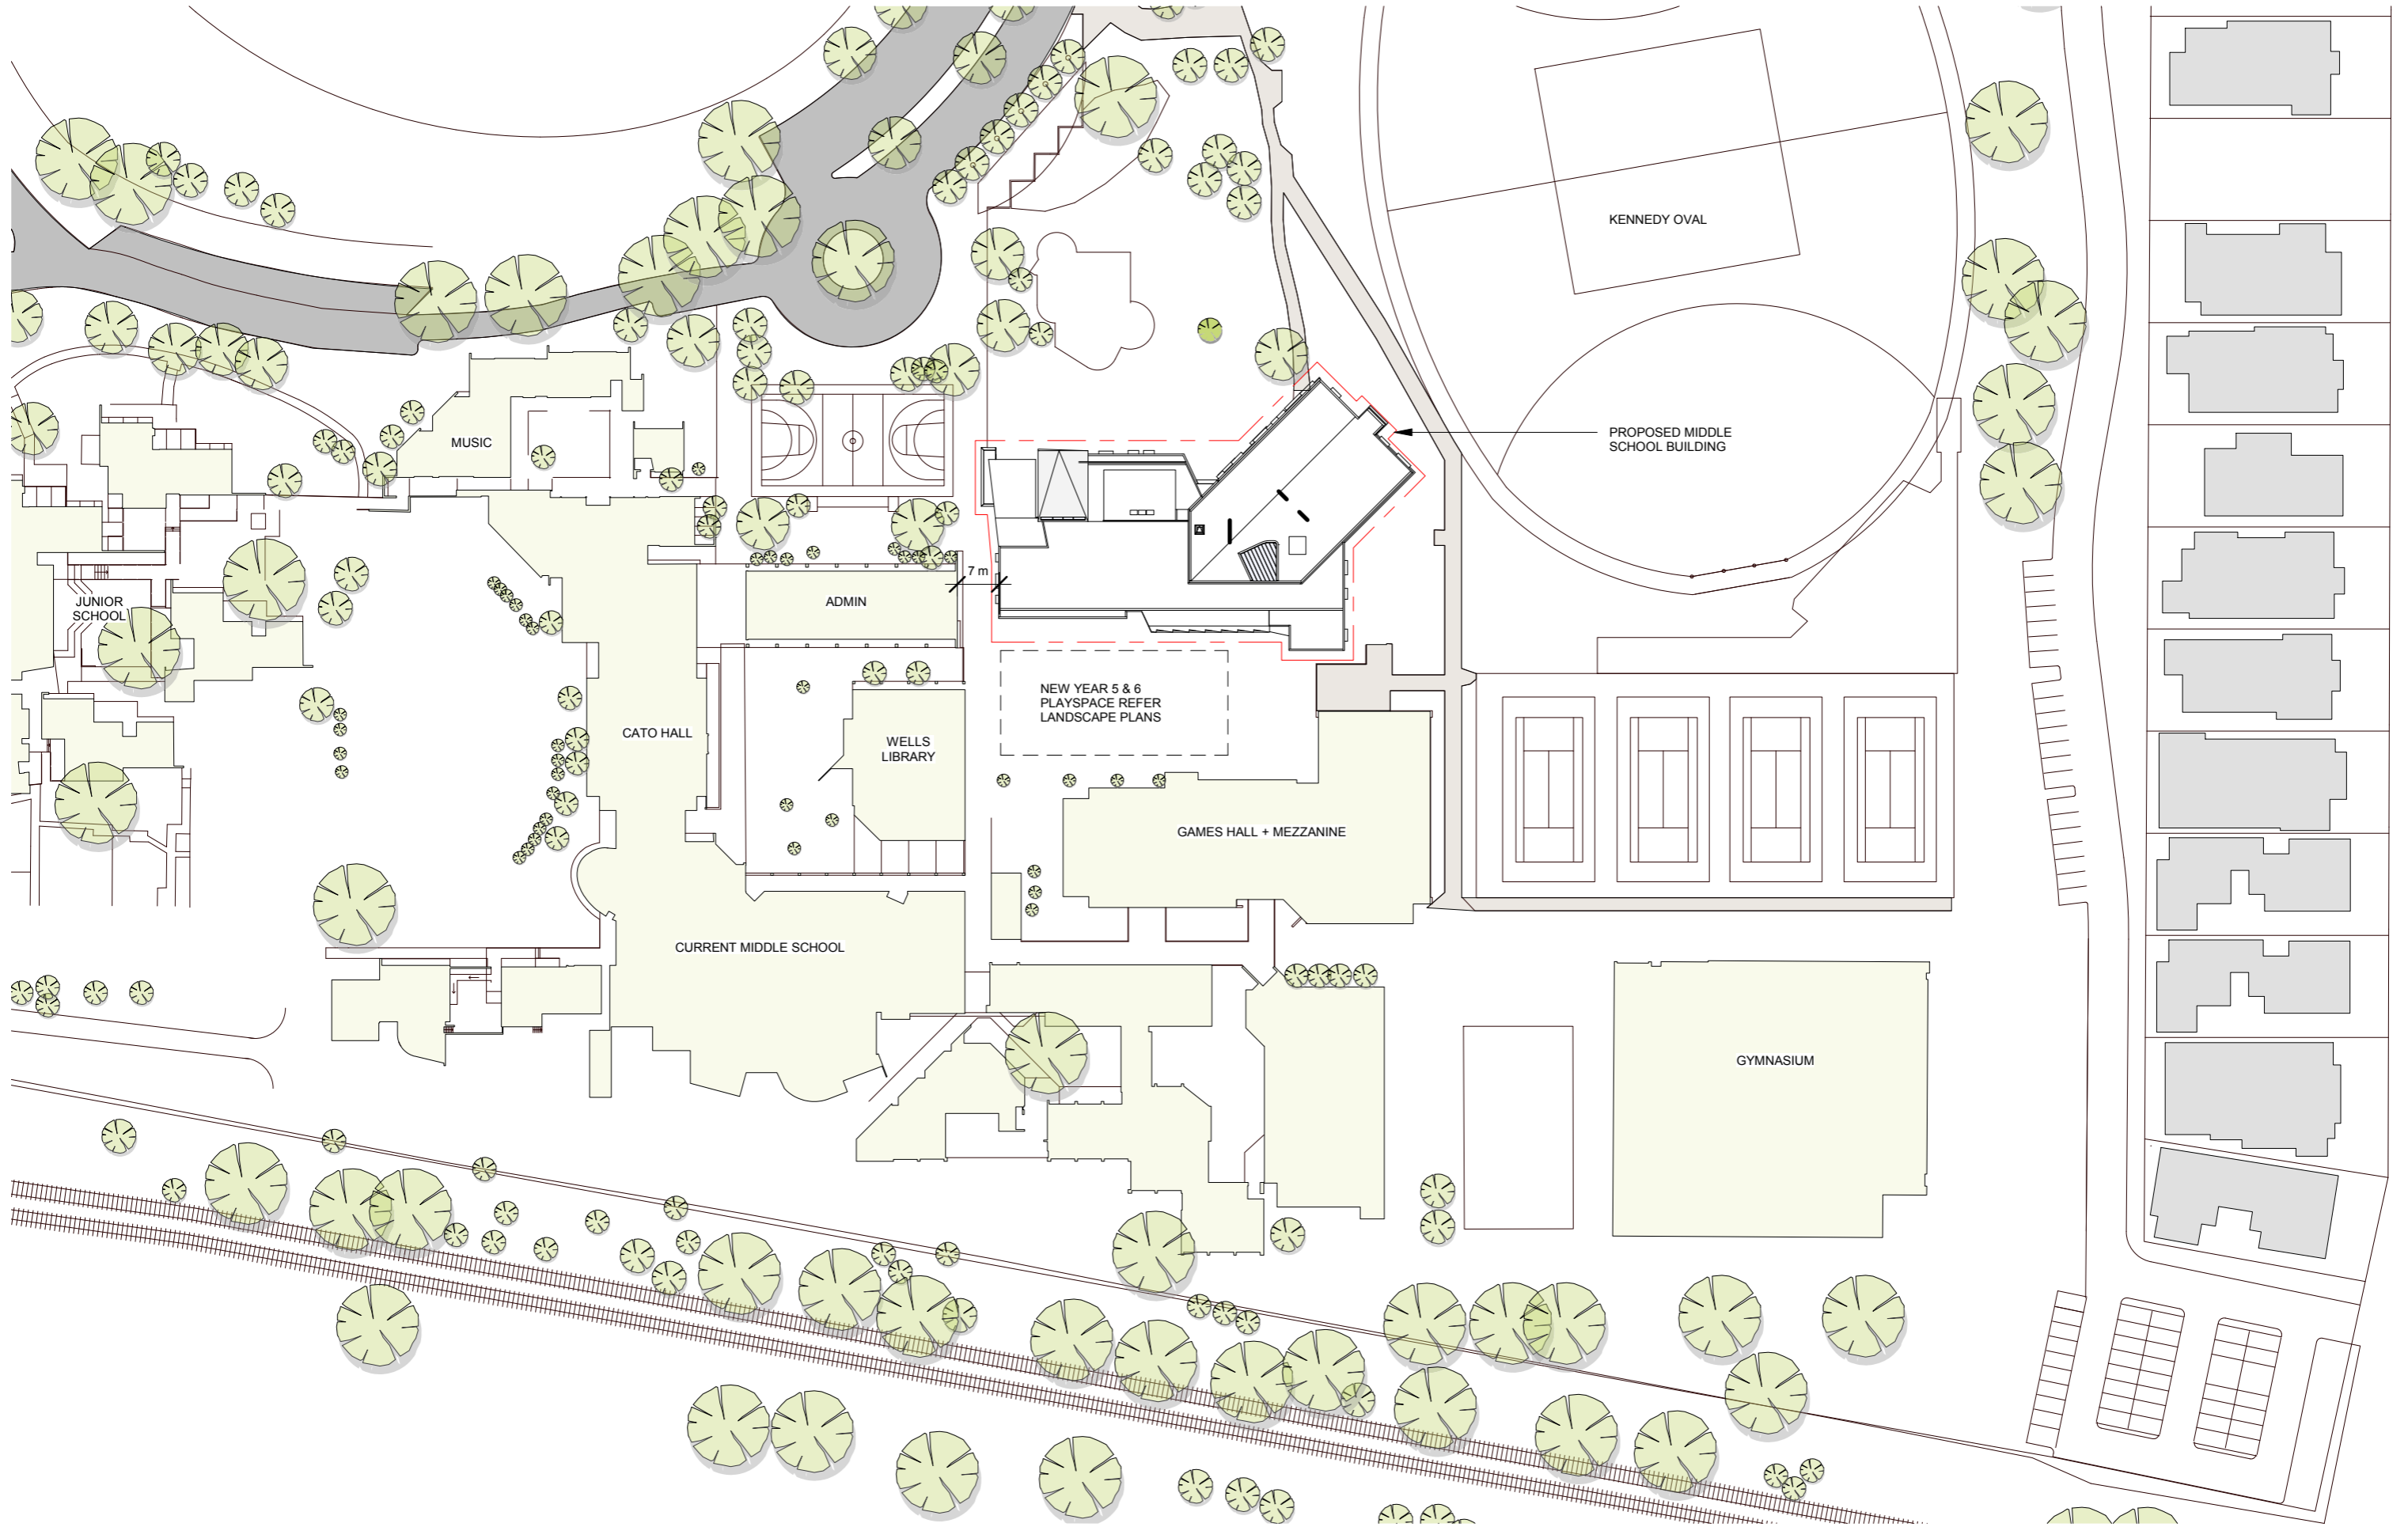 KENNEDY OVAL
PROPOSED MIDDLE
SCHOOL BUILDING
MUSIC
7 m
JUNIOR
SCHOOL
ADMIN
NEW YEAR 5 & 6
PLAYSPACE REFER
LANDSCAPE PLANS
CATO HALL
WELLS
LIBRARY
GAMES HALL + MEZZANINE
CURRENT MIDDLE SCHOOL
GYMNASIUM